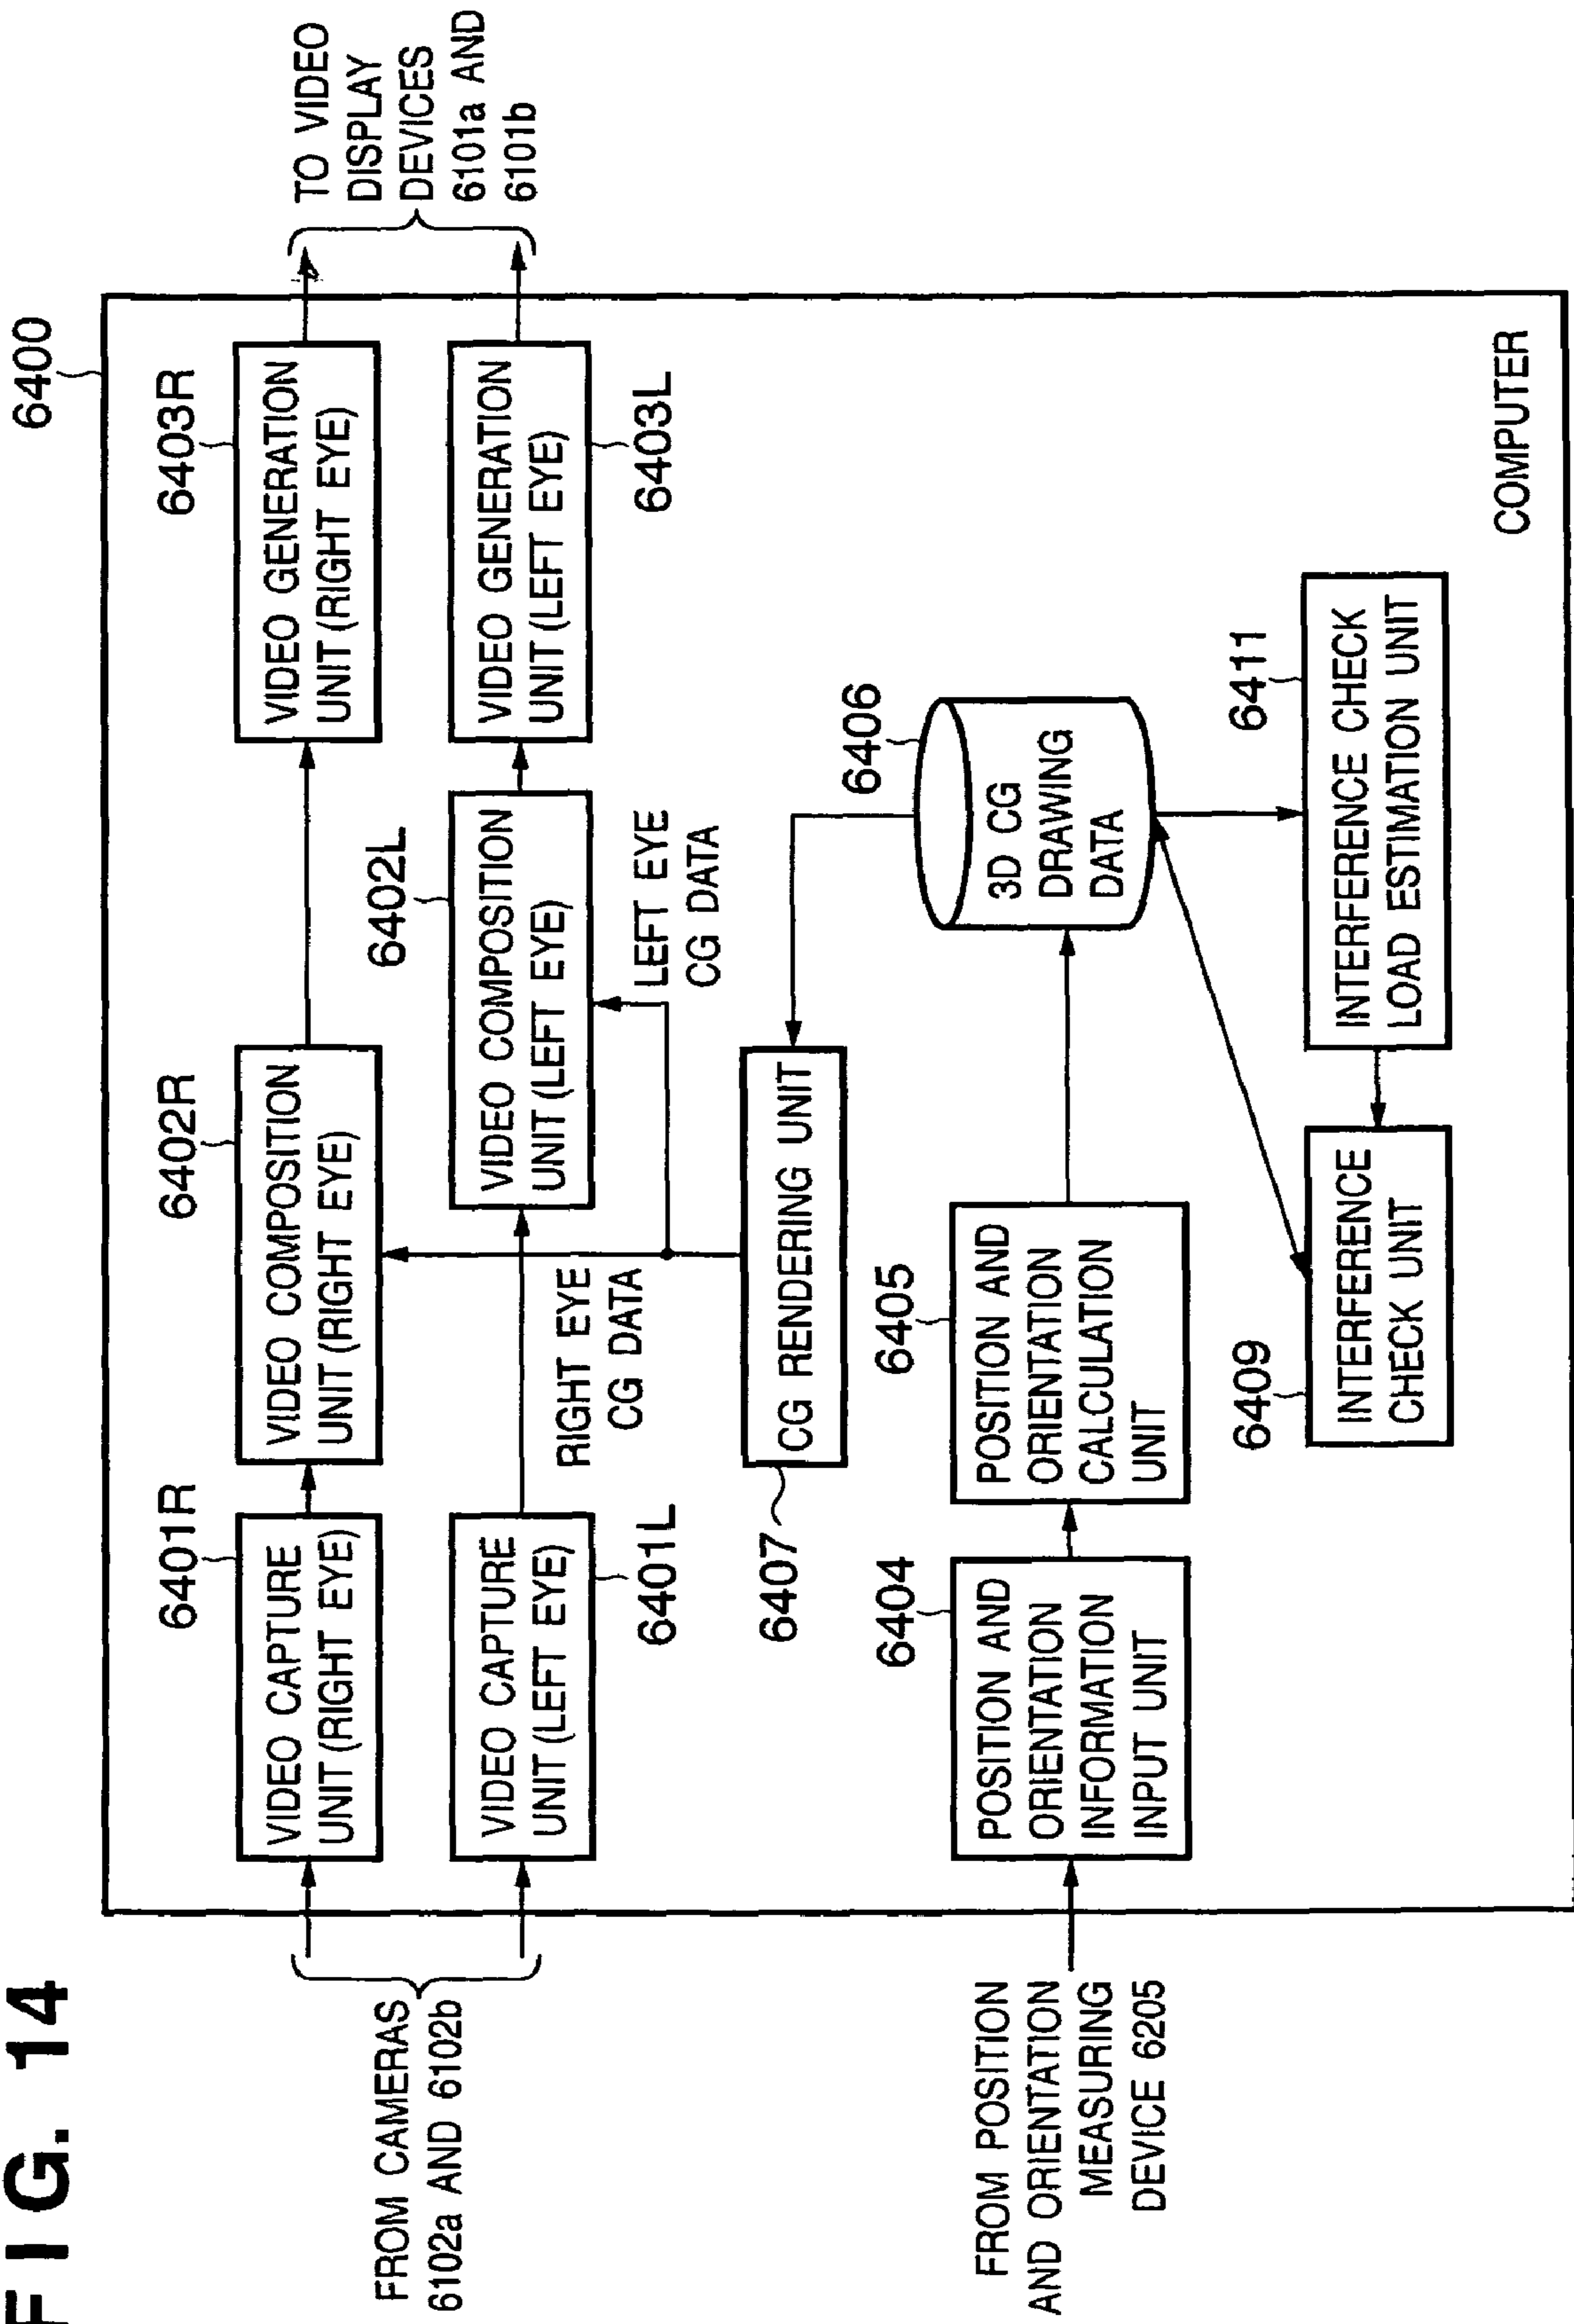 FIG. 14
6400
FROM CAMERAS
6102a AND 6102b
6401R
VIDEO CAPTURE
UNIT (RIGHT EYE)
6402R
VIDEO COMPOSITION
UNIT (RIGHT EYE)
6403R
VIDEO GENERATION
UNIT (RIGHT EYE)
TO VIDEO
DISPLAY
DEVICES
6101a AND
6101b
VIDEO CAPTURE
UNIT (LEFT EYE)
6401L
6402L
VIDEO COMPOSITION
UNIT (LEFT EYE)
VIDEO GENERATION
UNIT (LEFT EYE)
6403L
RIGHT EYE
CG DATA
LEFT EYE
CG DATA
6407
CG RENDERING UNIT
FROM POSITION
AND ORIENTATION
MEASURING
DEVICE 6205
6404
POSITION AND
ORIENTATION
INFORMATION
INPUT UNIT
6405
POSITION AND
ORIENTATION
CALCULATION
UNIT
6406
3D CG
DRAWING
DATA
6409
INTERFERENCE
CHECK UNIT
6411
INTERFERENCE CHECK
LOAD ESTIMATION UNIT
COMPUTER